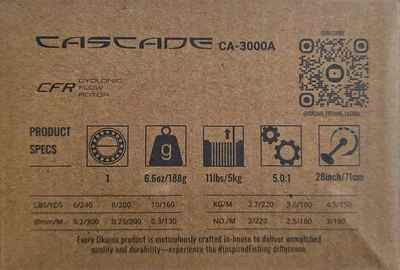 CASCADE CA-3000A
SUBSCRIBE
CFR CYCLONIC
FLOW
ROTOR
@OKUMA_FISHING_GLOBAL
PRODUCT
SPECS
g
1 6.6oz/188g 11lbs/5kg 5.0:1 28inch/71cm
LBS/YDS 6/240 8/200 10/160 KG/M 2.7/220 3.6/180 4.5/150
Ømm/M 0.2/300 0.25/200 0.3/130 NO./M 2/220 2.5/180 3/150
Every Okuma product is meticulously crafted in-house to deliver unmatched
quality and durability—experience the #InspiredFishing difference.